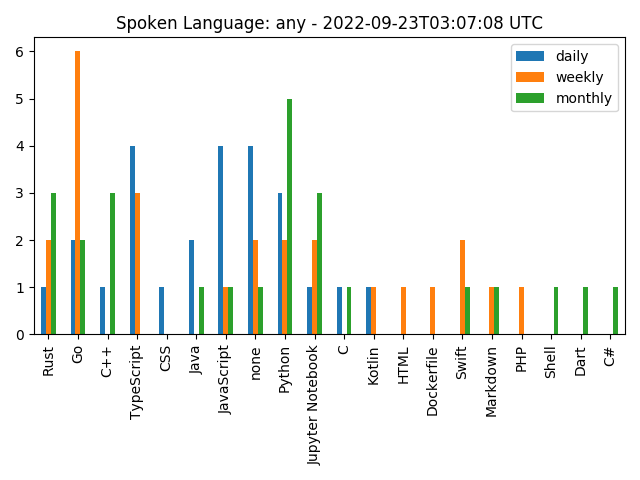 Spoken Language: any - 2022-09-23T03:07:08 UTC
daily
weekly
monthly
6
5
4
3
2
1
0
Rust
Go
C++
TypeScript
CSS
Java
JavaScript
none
Python
Jupyter Notebook
C
Kotlin
HTML
Dockerfile
Swift
Markdown
PHP
Shell
Dart
C#